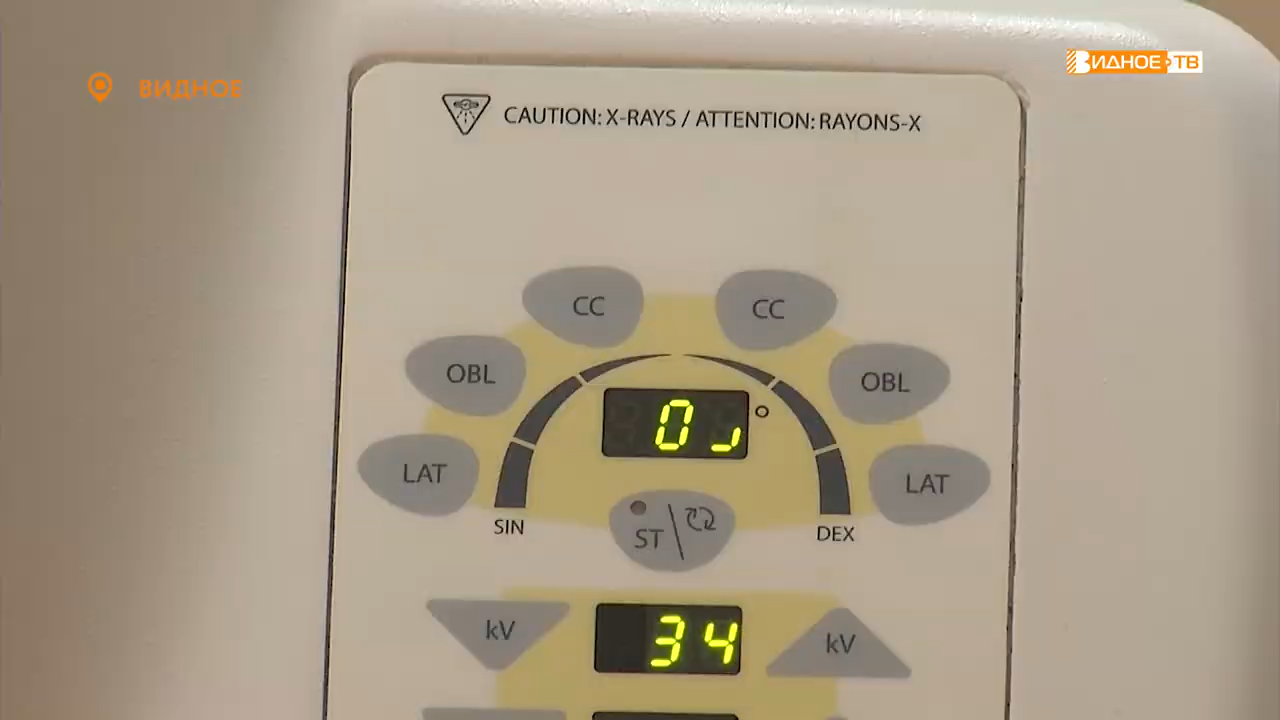 ВИДНОЕ
ВИДНОЕ ТВ
CAUTION: X-RAYS / ATTENTION: RAYONS-X
CC CC
OBL OBL
0 °
LAT LAT
SIN DEX
ST
kV 34 kV